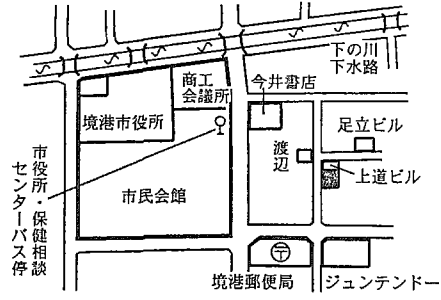 下の川
下水路
商工
会議所
今井書店
境港市役所
足立ビル
渡辺
上道ビル
市民会館
市役所・保健相談
センターバス停
境港郵便局
ジュンテンドー